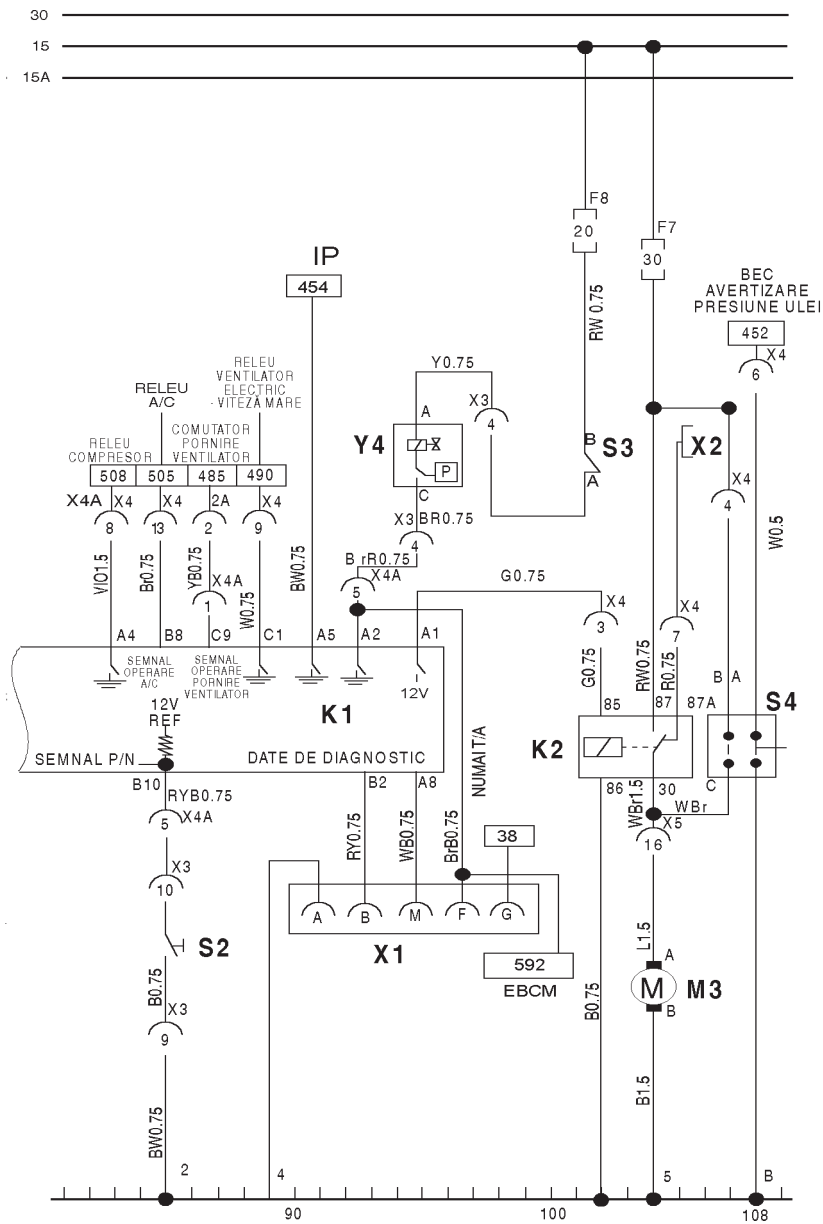 30
15
15A
F8
20
F7
30
IP
454
BEC
AVERTIZARE
PRESIUNE ULEI
452
X4
6
RW 0.75
Y0.75
RELEU
VENTILATOR
ELECTRIC
- VITEZĂ MARE
RELEU
A/C
COMUTATOR
PORNIRE
VENTILATOR
RELEU
COMPRESOR
508
505
485
490
A
X3
4
Y4
P
C
B
S3
A
X2
X4A
X4
8
X4
13
2A
2
X4
9
X3
BR0.75
4
X4
4
W0.5
VIO1.5
Br0.75
YB0.75
X4A
1
W0.75
BW0.75
B rR0.75
X4A
5
G0.75
X4
3
X4
7
A4
B8
C9
C1
A5
A2
A1
G0.75
RW0.75
R0.75
B
A
SEMNAL
OPERARE
A/C
SEMNAL
OPERARE
PORNIRE
VENTILATOR
12V
K1
85
87
87A
S4
12V
REF
K2
SEMNAL P/N
DATE DE DIAGNOSTIC
NUMAI T/A
C
B10
B2
A8
86
30
WBr1.5
WBr
RYB0.75
5
X4A
RY0.75
WB0.75
BrB0.75
38
X5
16
X3
10
A
B
M
F
G
X1
S2
592
EBCM
L1.5
A
M
M3
B
B0.75
X3
9
B0.75
B1.5
BW0.75
2
4
5
B
90
100
108